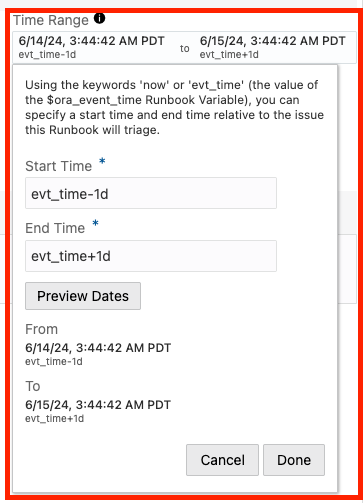 Time Range
6/14/24, 3:44:42 AM PDT to 6/15/24, 3:44:42 AM PDT
evt_time-1d evt_time+1d
Using the keywords 'now' or 'evt_time' (the value of
the $ora_event_time Runbook Variable), you can
specify a start time and end time relative to the issue
this Runbook will triage.
Start Time *
evt_time-1d
End Time *
evt_time+1d
Preview Dates
From
6/14/24, 3:44:42 AM PDT
evt_time-1d
To
6/15/24, 3:44:42 AM PDT
evt_time+1d
Cancel Done